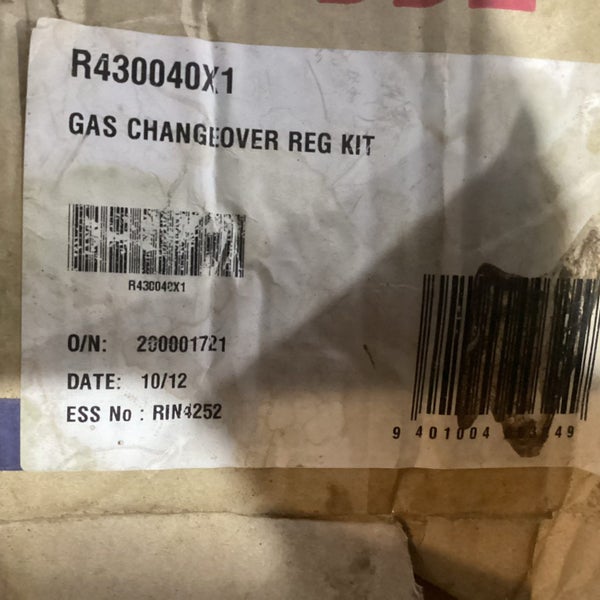 R430040X1
GAS CHANGEOVER REG KIT
R430040X1
O/N: 200001721
DATE: 10/12
ESS No : RIN4252
9 401004